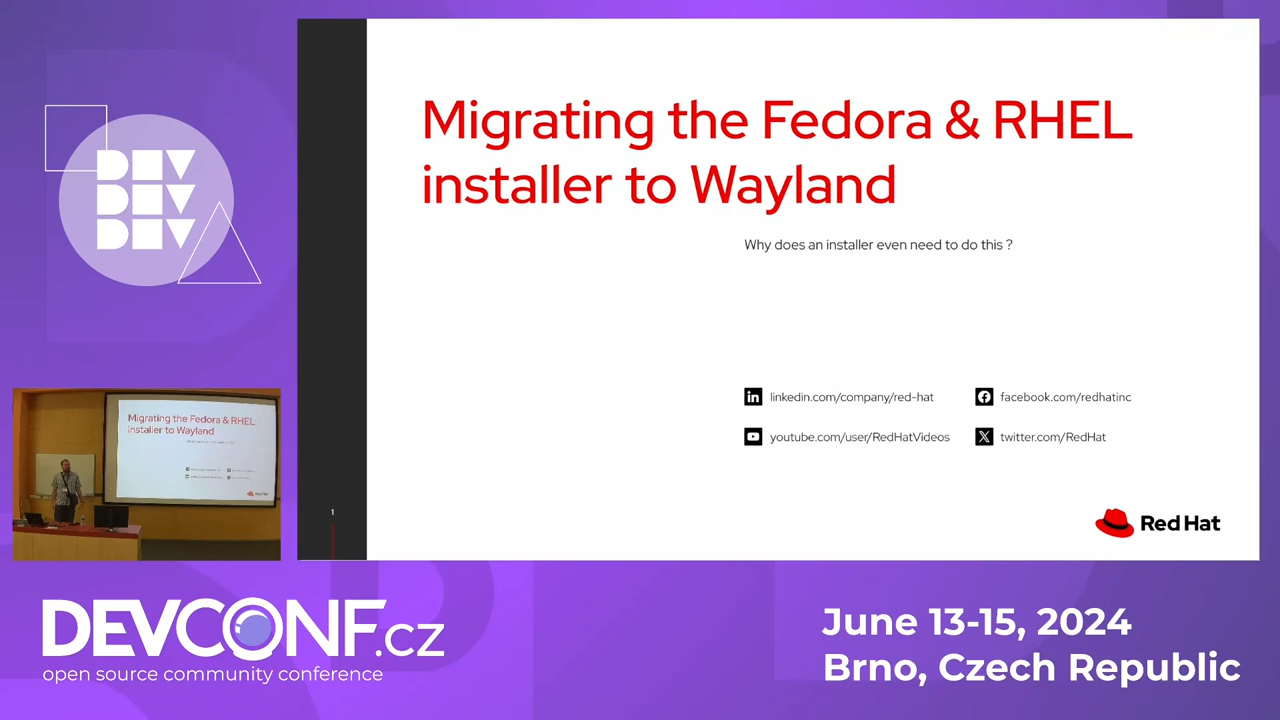 DEV
DEV
DEV
Migrating the Fedora & RHEL
installer to Wayland
Why does an installer even need to do this ?
linkedin.com/company/red-hat
facebook.com/redhatinc
youtube.com/user/RedHatVideos
twitter.com/RedHat
1
Red Hat
Migrating the Fedora & RHEL
installer to Wayland
Red Hat
DEVCONF.cz
open source community conference
June 13-15, 2024
Brno, Czech Republic